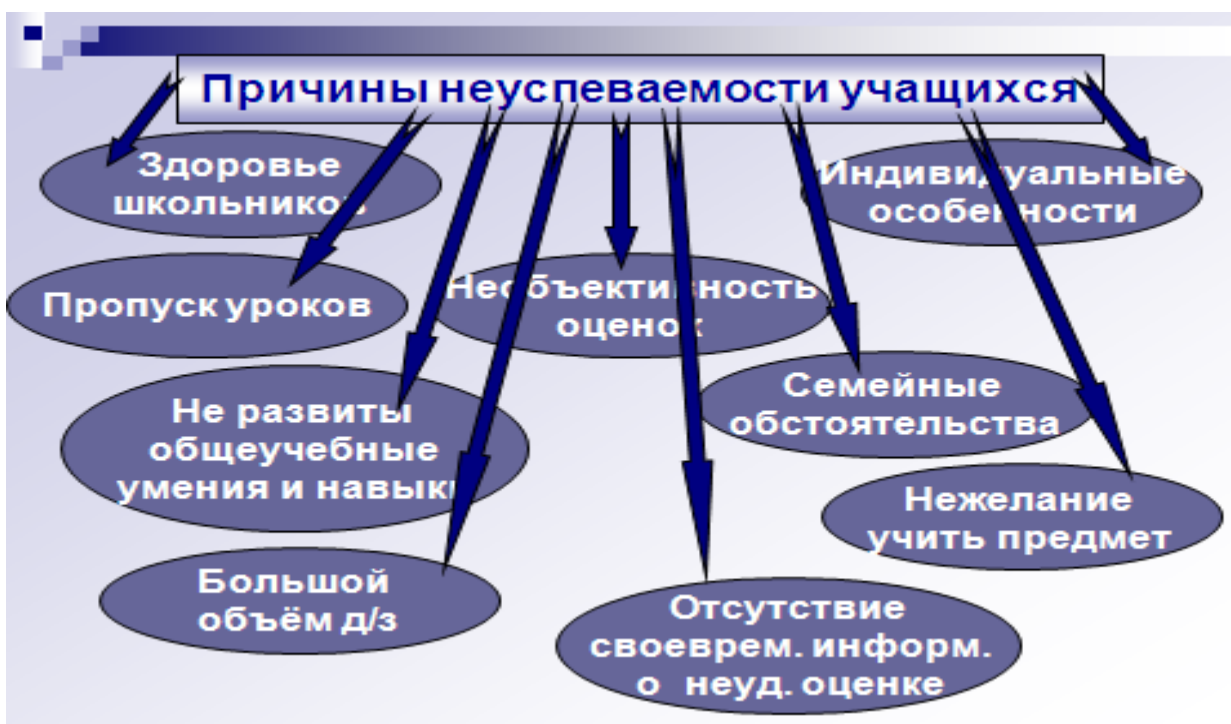 Причины неуспеваемости учащихся
Здоровье
школьников
Индивидуальные
особенности
Пропуск уроков
Необъективность
оценок
Не развиты
общеучебные
умения и навыки
Семейные
обстоятельства
Нежелание
учить предмет
Большой
объём д/з
Отсутствие
своеврем. информ.
о неуд. оценке